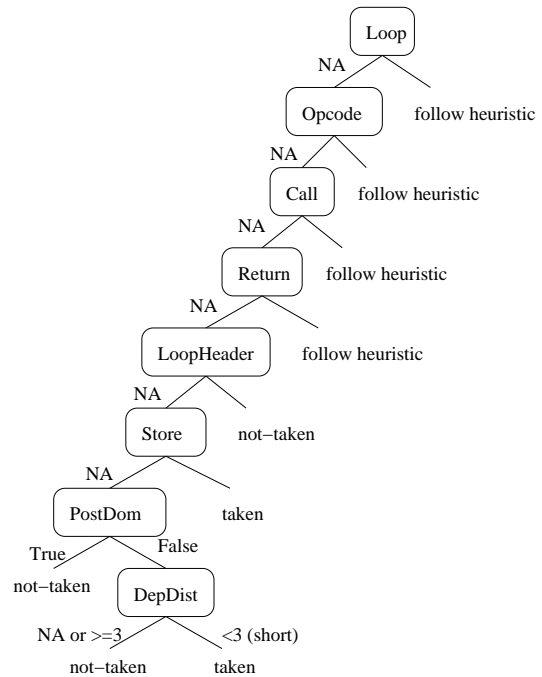 Loop
NA
Opcode
follow heuristic
NA
Call
follow heuristic
NA
Return
follow heuristic
NA
LoopHeader
follow heuristic
NA
Store
not−taken
NA
PostDom
taken
True
False
not−taken
DepDist
NA or >=3
<3 (short)
not−taken
taken